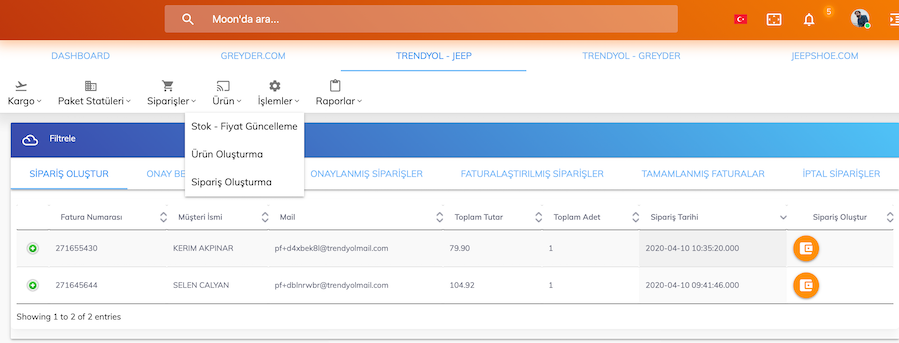 Moon'da ara...
5
DASHBOARD GREYDER.COM TRENDYOL - JEEP TRENDYOL - GREYDER JEEPSHOE.COM
Kargo Paket Statüleri Siparişler Ürün İşlemler Raporlar
Stok - Fiyat Güncelleme
Ürün Oluşturma
Sipariş Oluşturma
Filtrele
SİPARİŞ OLUŞTUR ONAY BE ONAYLANMIŞ SİPARİŞLER FATURALAŞTIRILMIŞ SİPARİŞLER TAMAMLANMIŞ FATURALAR İPTAL SİPARİŞLER
Fatura Numarası Müşteri İsmi Mail Toplam Tutar Toplam Adet Sipariş Tarihi Sipariş Oluştur
271655430 KERIM AKPINAR pf+d4xbek8l@trendyolmail.com 79.90 1 2020-04-10 10:35:20.000
271645644 SELEN CALYAN pf+dblnrwbr@trendyolmail.com 104.92 1 2020-04-10 09:41:46.000
Showing 1 to 2 of 2 entries